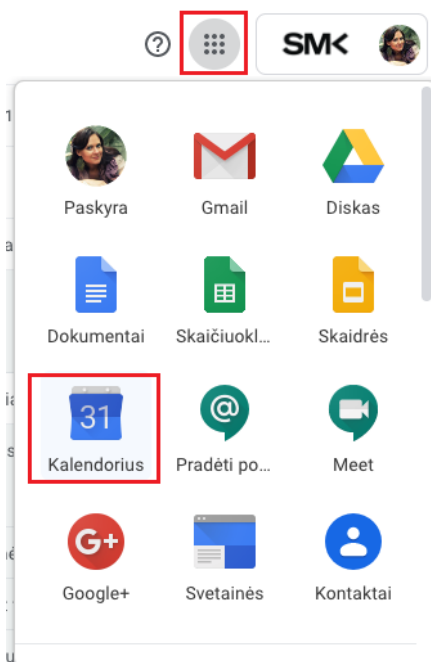 SMK
Paskyra
Gmail
Diskas
Dokumentai
Skaičiuokl...
Skaidrės
31
Kalendorius
Pradėti po...
Meet
G+
Google+
Svetainės
Kontaktai